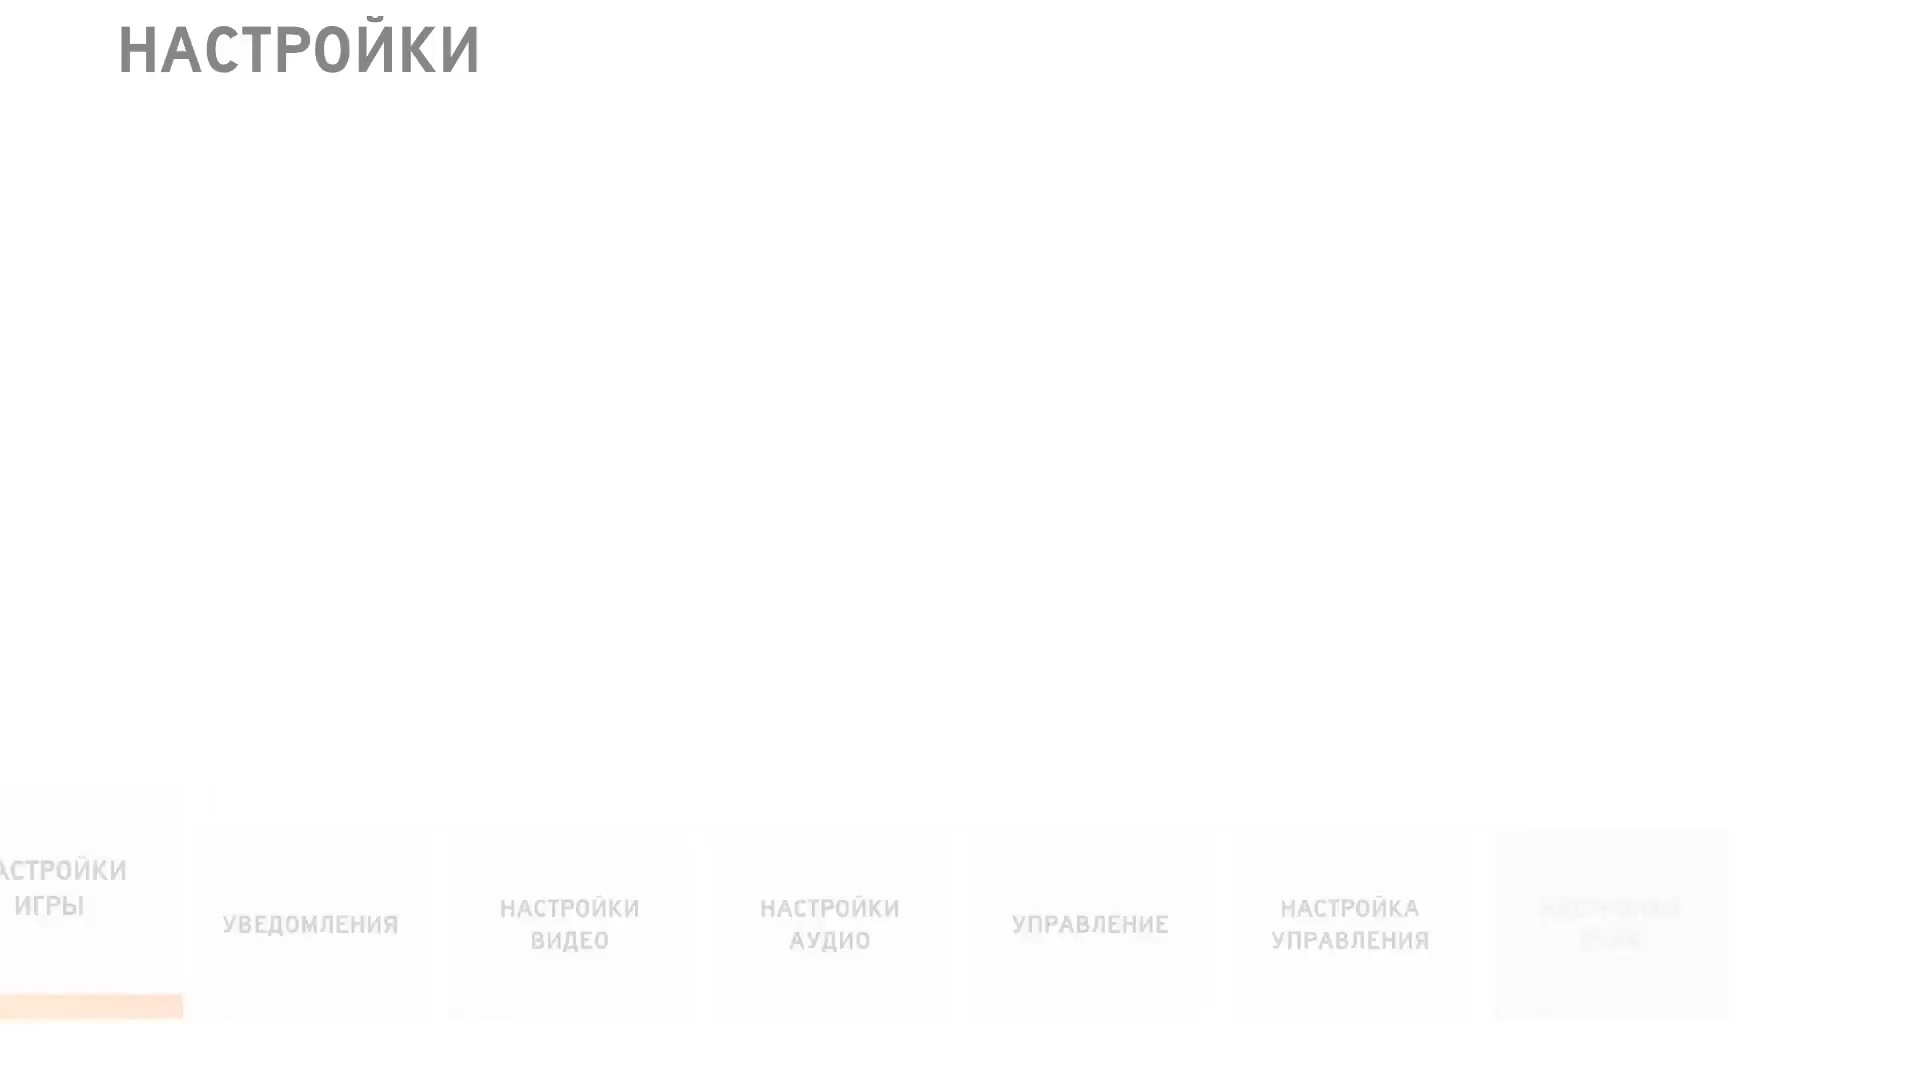 НАСТРОЙКИ
АСТРОЙКИ
ИГРЫ
УВЕДОМЛЕНИЯ
НАСТРОЙКИ
ВИДЕО
НАСТРОЙКИ
АУДИО
УПРАВЛЕНИЕ
НАСТРОЙКА
УПРАВЛЕНИЯ